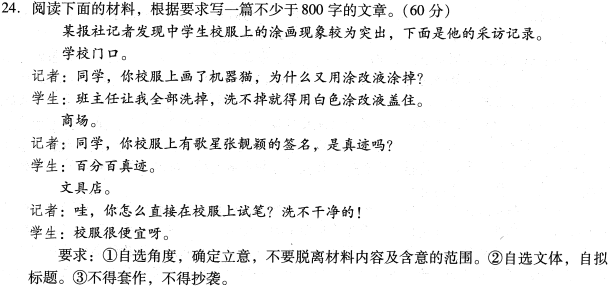 24. 阅读下面的材料，根据要求写一篇不少于800字的文章。(60分)
某报社记者发现中学生校服上的涂画现象较为突出，下面是他的采访记录。
学校门口。
记者：同学，你校服上画了机器猫，为什么又用涂改液涂掉？
学生：班主任让我全部洗掉，洗不掉就得用白色涂改液盖住。
商场。
记者：同学，你校服上有歌星张靓颖的签名，是真迹吗？
学生：百分百真迹。
文具店。
记者：哇，你怎么直接在校服上试笔？洗不干净的！
学生：校服很便宜呀。
要求：①自选角度，确定立意，不要脱离材料内容及含意的范围。②自选文体，自拟
标题。③不得套作，不得抄袭。